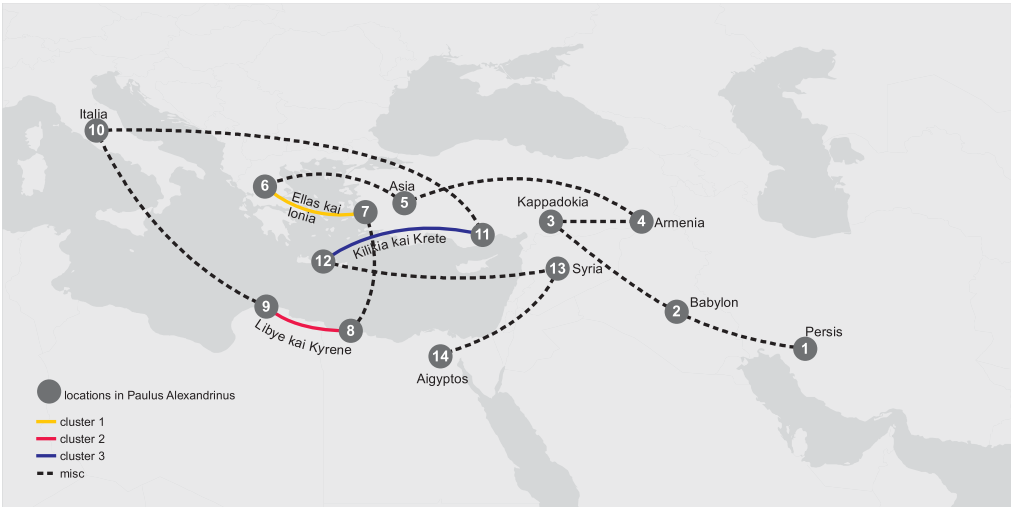 Italia
10
6
Ellas kai
Ionia
7
Asia
5
Kappadokia
3
4 Armenia
Kilikia kai Krete
11
12
13 Syria
9
Libye kai Kyrene
8
2 Babylon
Persis
1
14
Aigyptos
locations in Paulus Alexandrinus
cluster 1
cluster 2
cluster 3
misc